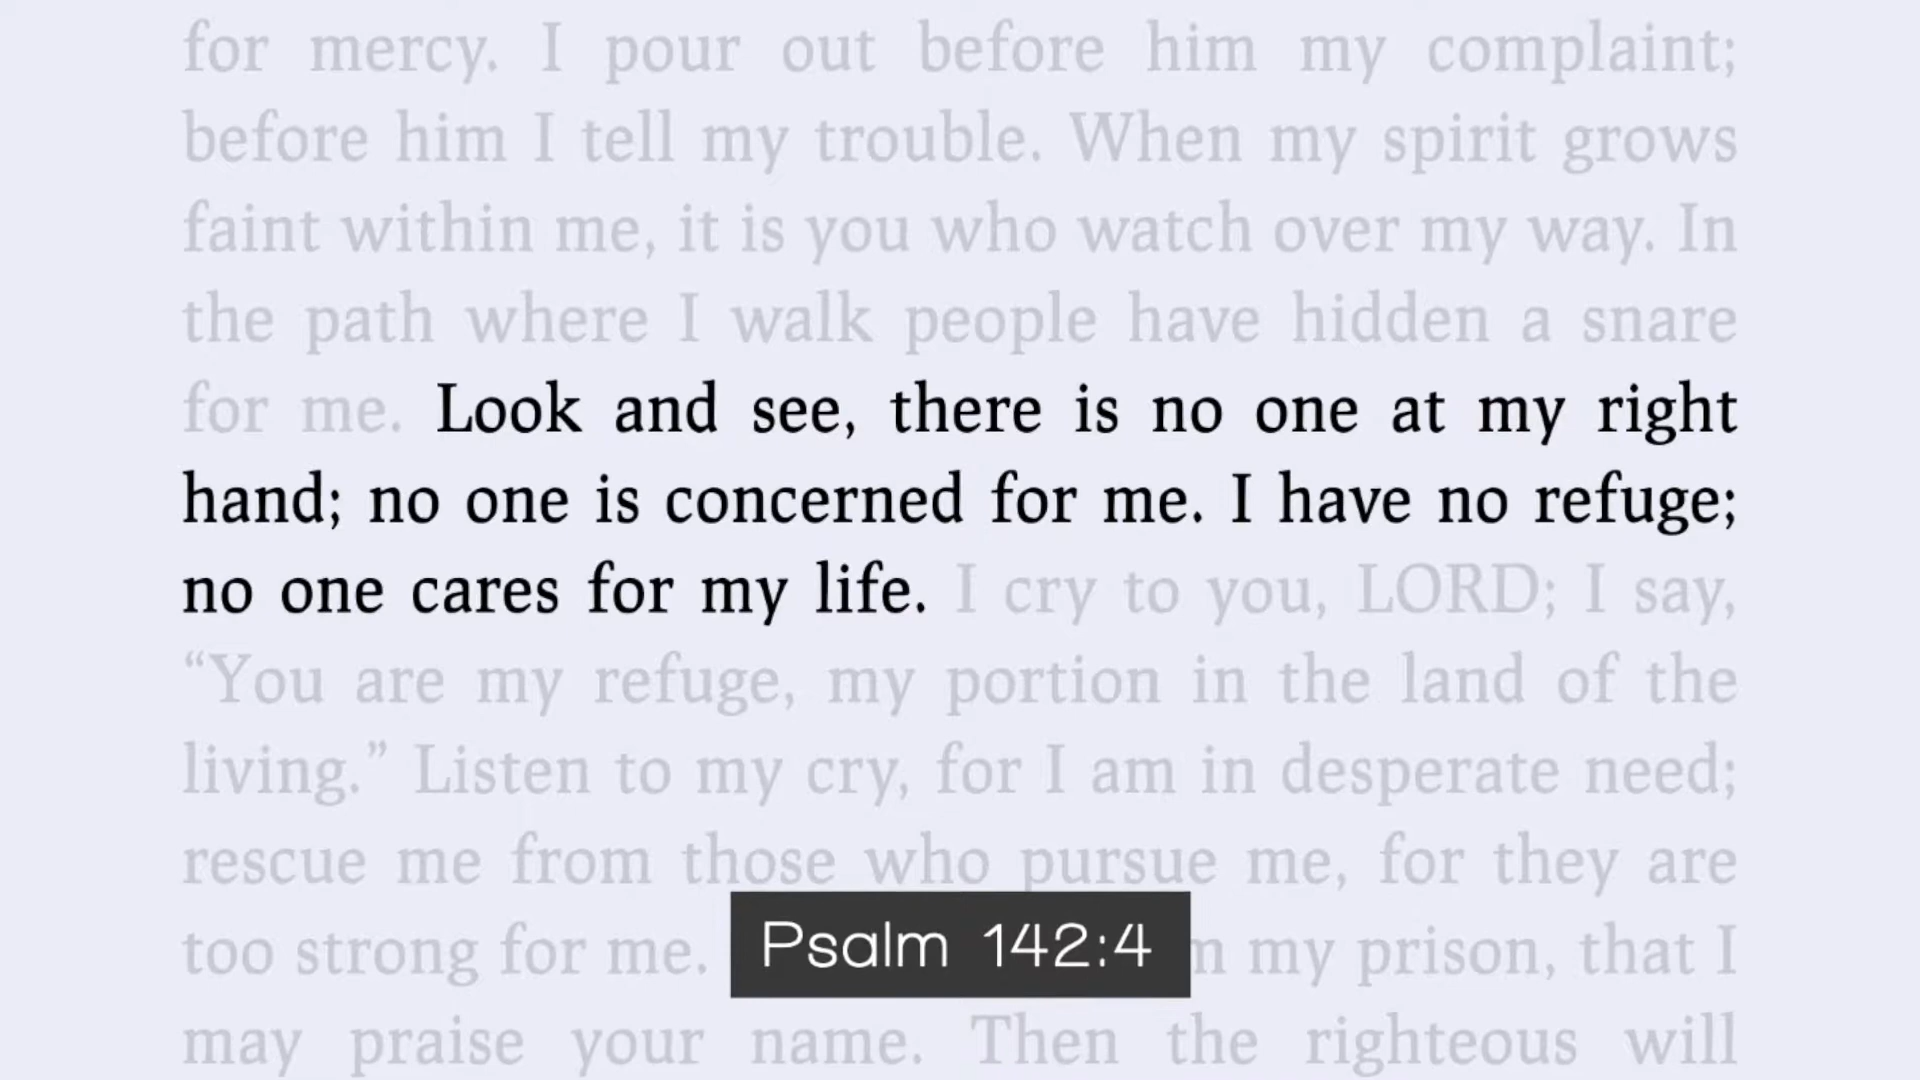 for mercy. I pour out before him my complaint;
before him I tell my trouble. When my spirit grows
faint within me, it is you who watch over my way. In
the path where I walk people have hidden a snare
for me. Look and see, there is no one at my right
hand; no one is concerned for me. I have no refuge;
no one cares for my life. I cry to you, LORD; I say,
“You are my refuge, my portion in the land of the
living.” Listen to my cry, for I am in desperate need;
rescue me from those who pursue me, for they are
too strong for me. my prison, that I
Psalm 142:4
may praise your name. Then the righteous will